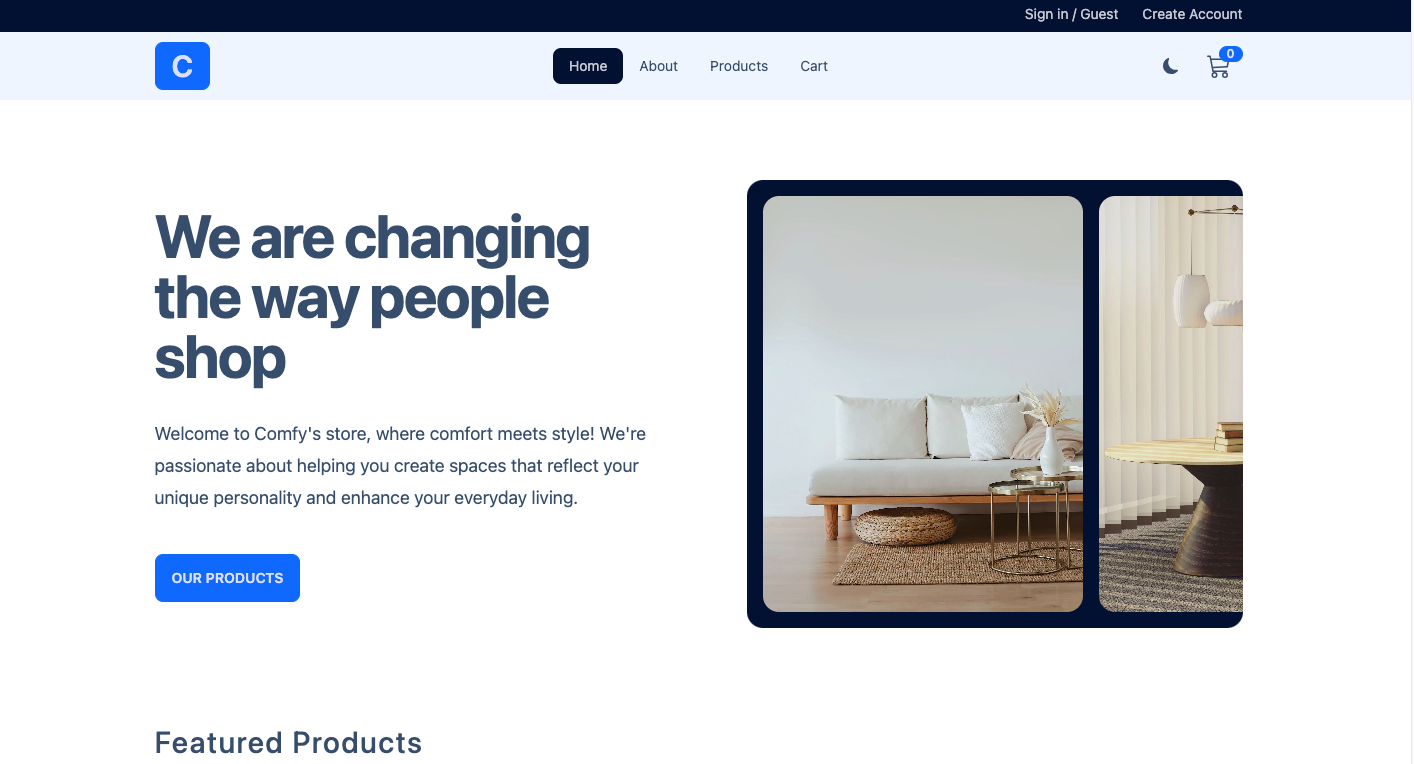 Sign in / Guest Create Account
C Home About Products Cart 0
We are changing
the way people
shop
Welcome to Comfy's store, where comfort meets style! We're
passionate about helping you create spaces that reflect your
unique personality and enhance your everyday living.
OUR PRODUCTS
Featured Products